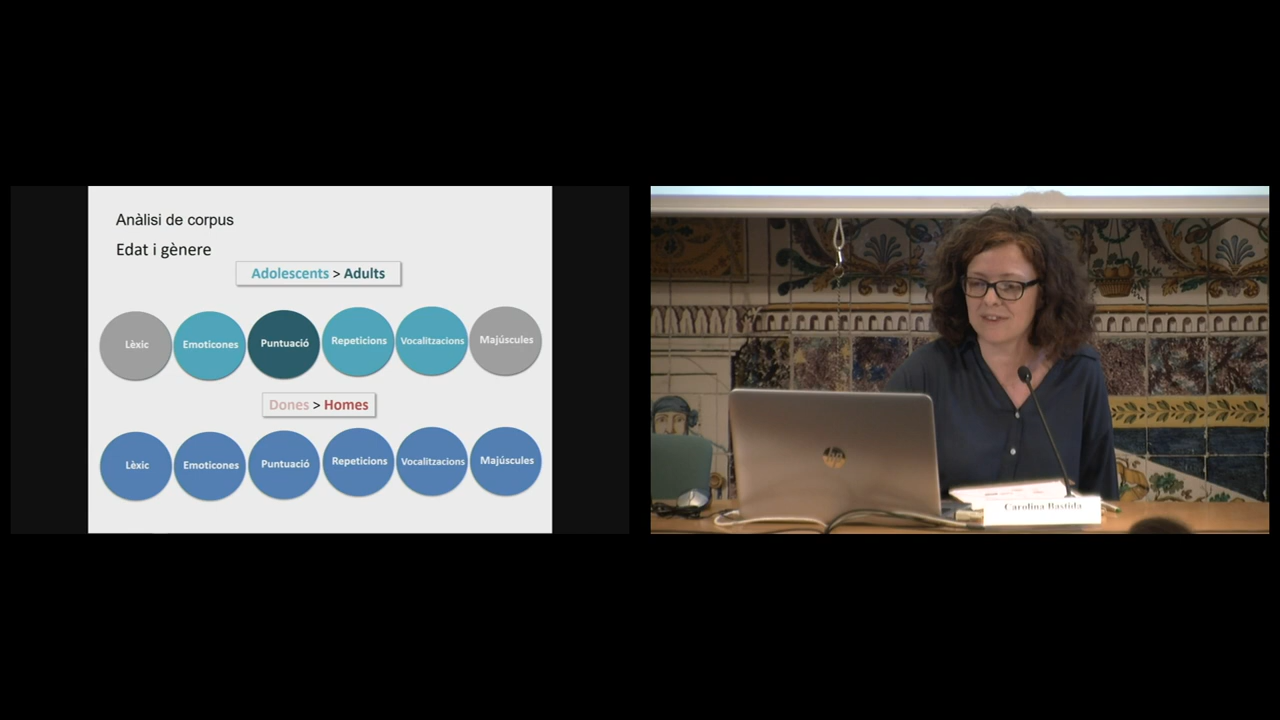 Anàlisi de corpus
Edat i gènere
Adolescents > Adults
Lèxic
Emoticones
Puntuació
Repeticions
Vocalitzacions
Majúscules
Dones > Homes
Lèxic
Emoticones
Puntuació
Repeticions
Vocalitzacions
Majúscules
hp
Carolina Bastida